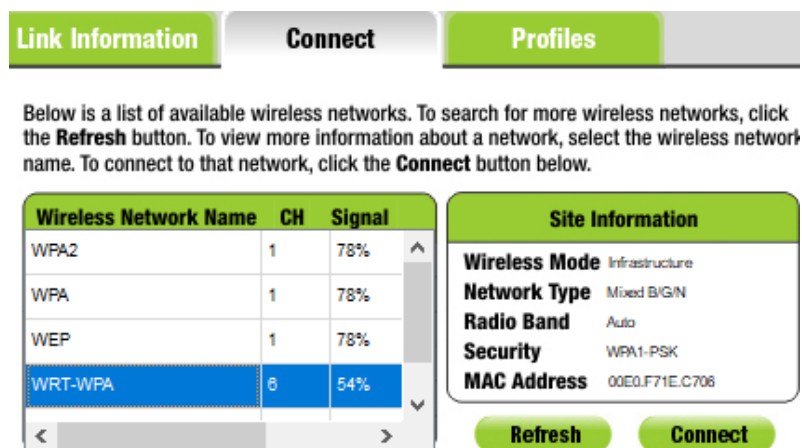 Link Information Connect Profiles
Below is a list of available wireless networks. To search for more wireless networks, click
the Refresh button. To view more information about a network, select the wireless network
name. To connect to that network, click the Connect button below.
Wireless Network Name CH Signal
WPA2 1 78%
WPA 1 78%
WEP 1 78%
WRT-WPA 6 54%
Site Information
Wireless Mode Infrastructure
Network Type Mixed B/G/N
Radio Band Auto
Security WPA1-PSK
MAC Address 00E0.F71E.C706
Refresh Connect